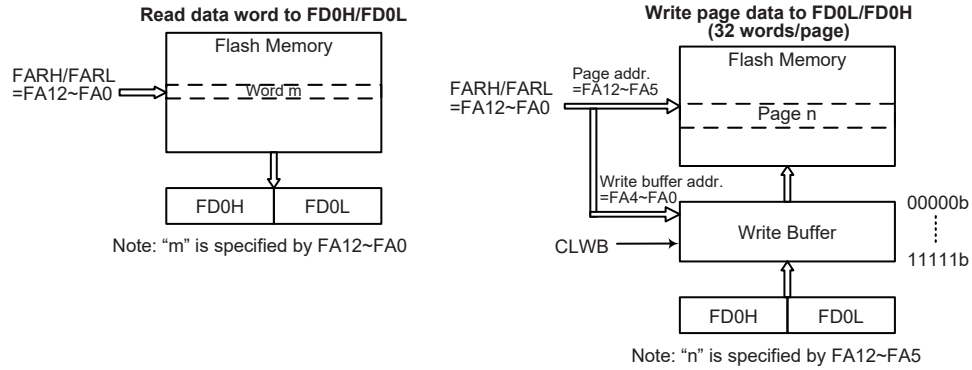 Read data word to FD0H/FD0L
Flash Memory
FARH/FARL
=FA12~FA0
Word m
FD0H
FD0L
Note: “m” is specified by FA12~FA0
Write page data to FD0L/FD0H
(32 words/page)
Flash Memory
FARH/FARL
=FA12~FA0
Page addr.
=FA12~FA5
Page n
Write buffer addr.
=FA4~FA0
CLWB
Write Buffer
00000b
11111b
FD0H
FD0L
Note: “n” is specified by FA12~FA5